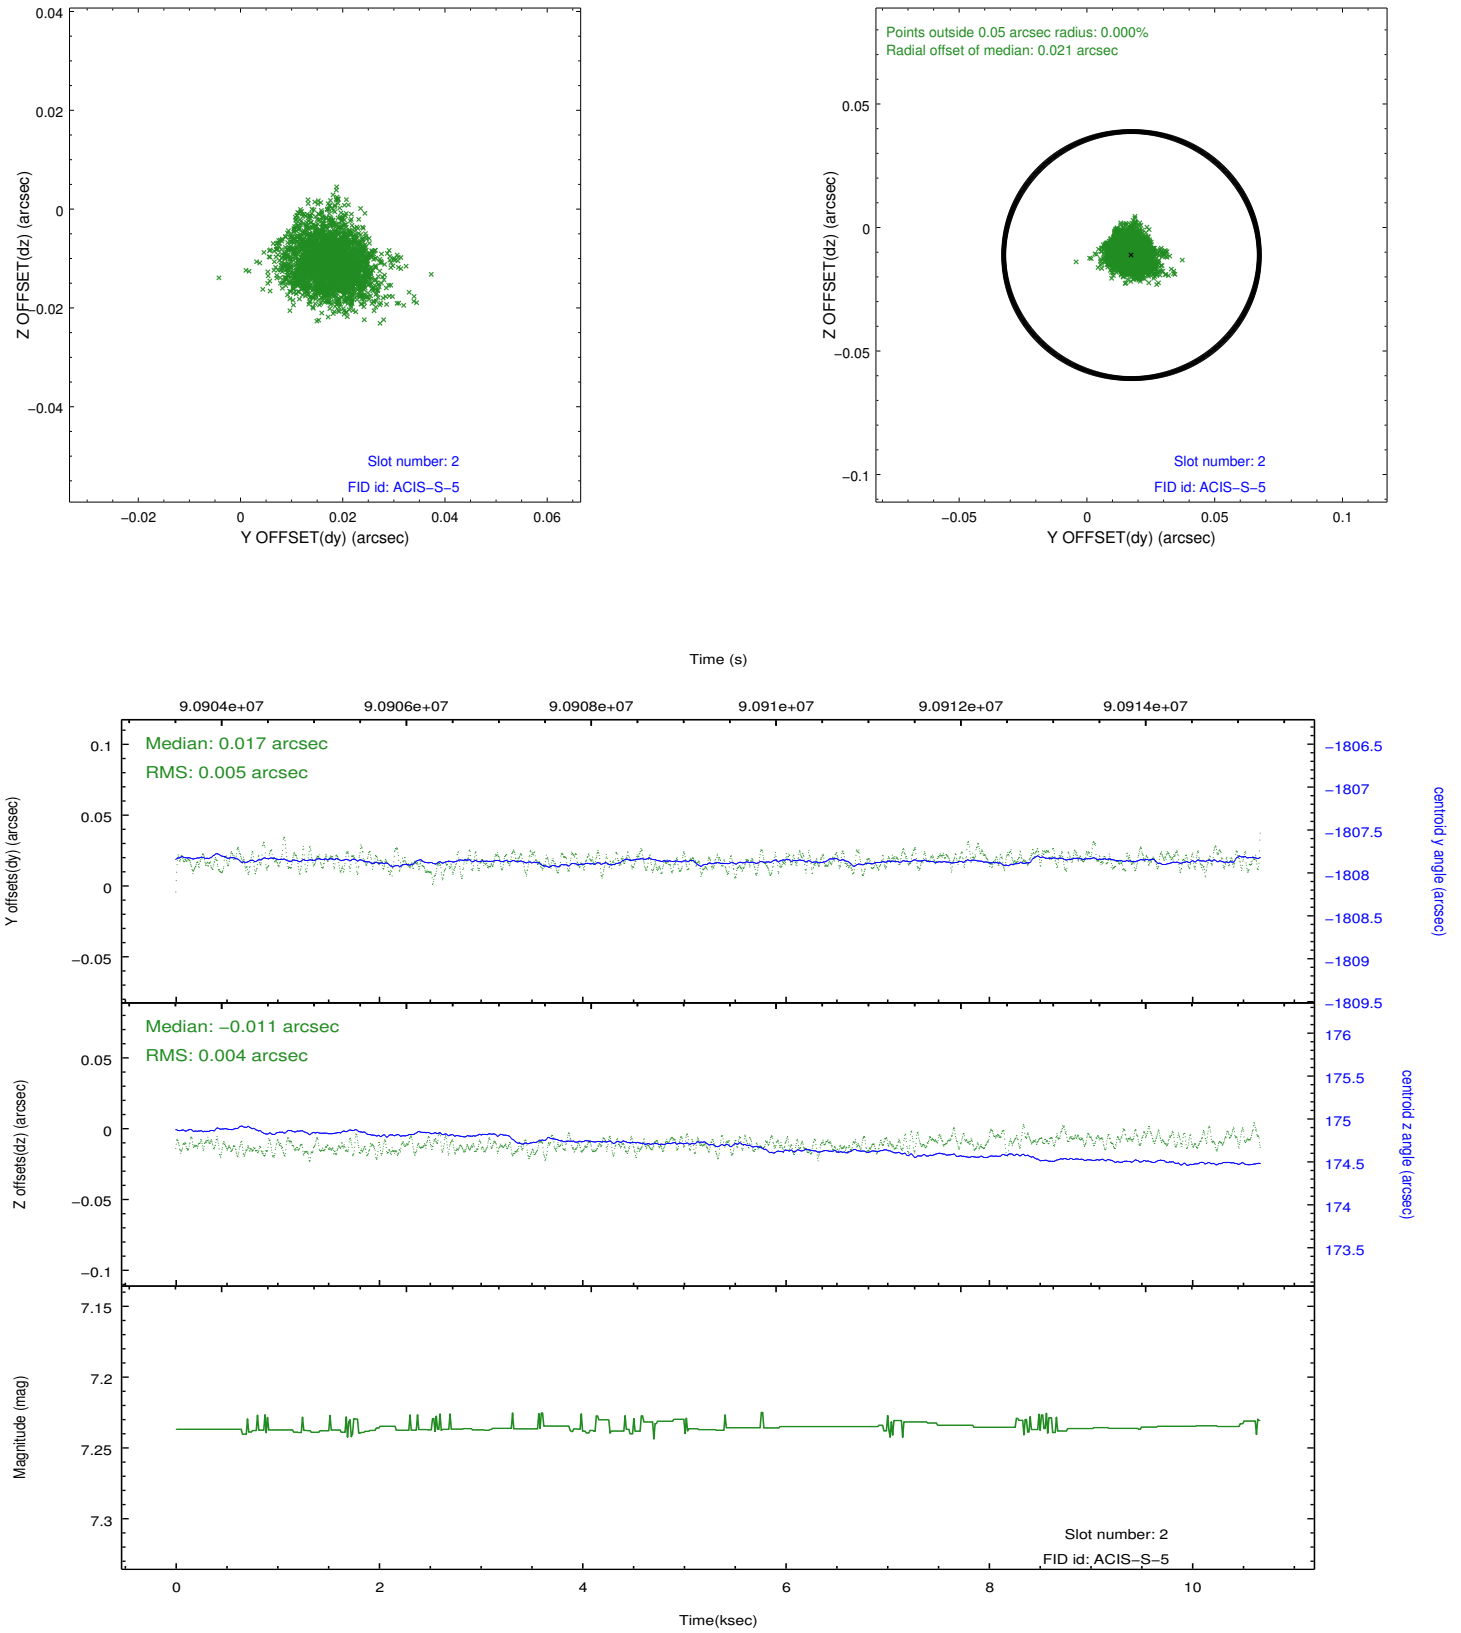 0.04
0.02
0
−0.02
−0.04
Z OFFSET(dz) (arcsec)
Slot number: 2
FID id: ACIS−S−5
−0.02 0 0.02 0.04 0.06
Y OFFSET(dy) (arcsec)
Points outside 0.05 arcsec radius: 0.000%
Radial offset of median: 0.021 arcsec
0.05
0
−0.05
−0.1
Z OFFSET(dz) (arcsec)
Slot number: 2
FID id: ACIS−S−5
−0.05 0 0.05 0.1
Y OFFSET(dy) (arcsec)
Time (s)
9.0904e+07 9.0906e+07 9.0908e+07 9.091e+07 9.0912e+07 9.0914e+07
Median: 0.017 arcsec
RMS: 0.005 arcsec
0.1
0.05
0
−0.05
Y offsets(dy) (arcsec)
−1806.5
−1807
−1807.5
−1808
−1808.5
−1809
−1809.5
centroid y angle (arcsec)
Median: −0.011 arcsec
RMS: 0.004 arcsec
0.05
0
−0.05
−0.1
Z offsets(dz) (arcsec)
176
175.5
175
174.5
174
173.5
centroid z angle (arcsec)
7.15
7.2
7.25
7.3
Magnitude (mag)
Slot number: 2
FID id: ACIS−S−5
0 2 4 6 8 10
Time(ksec)